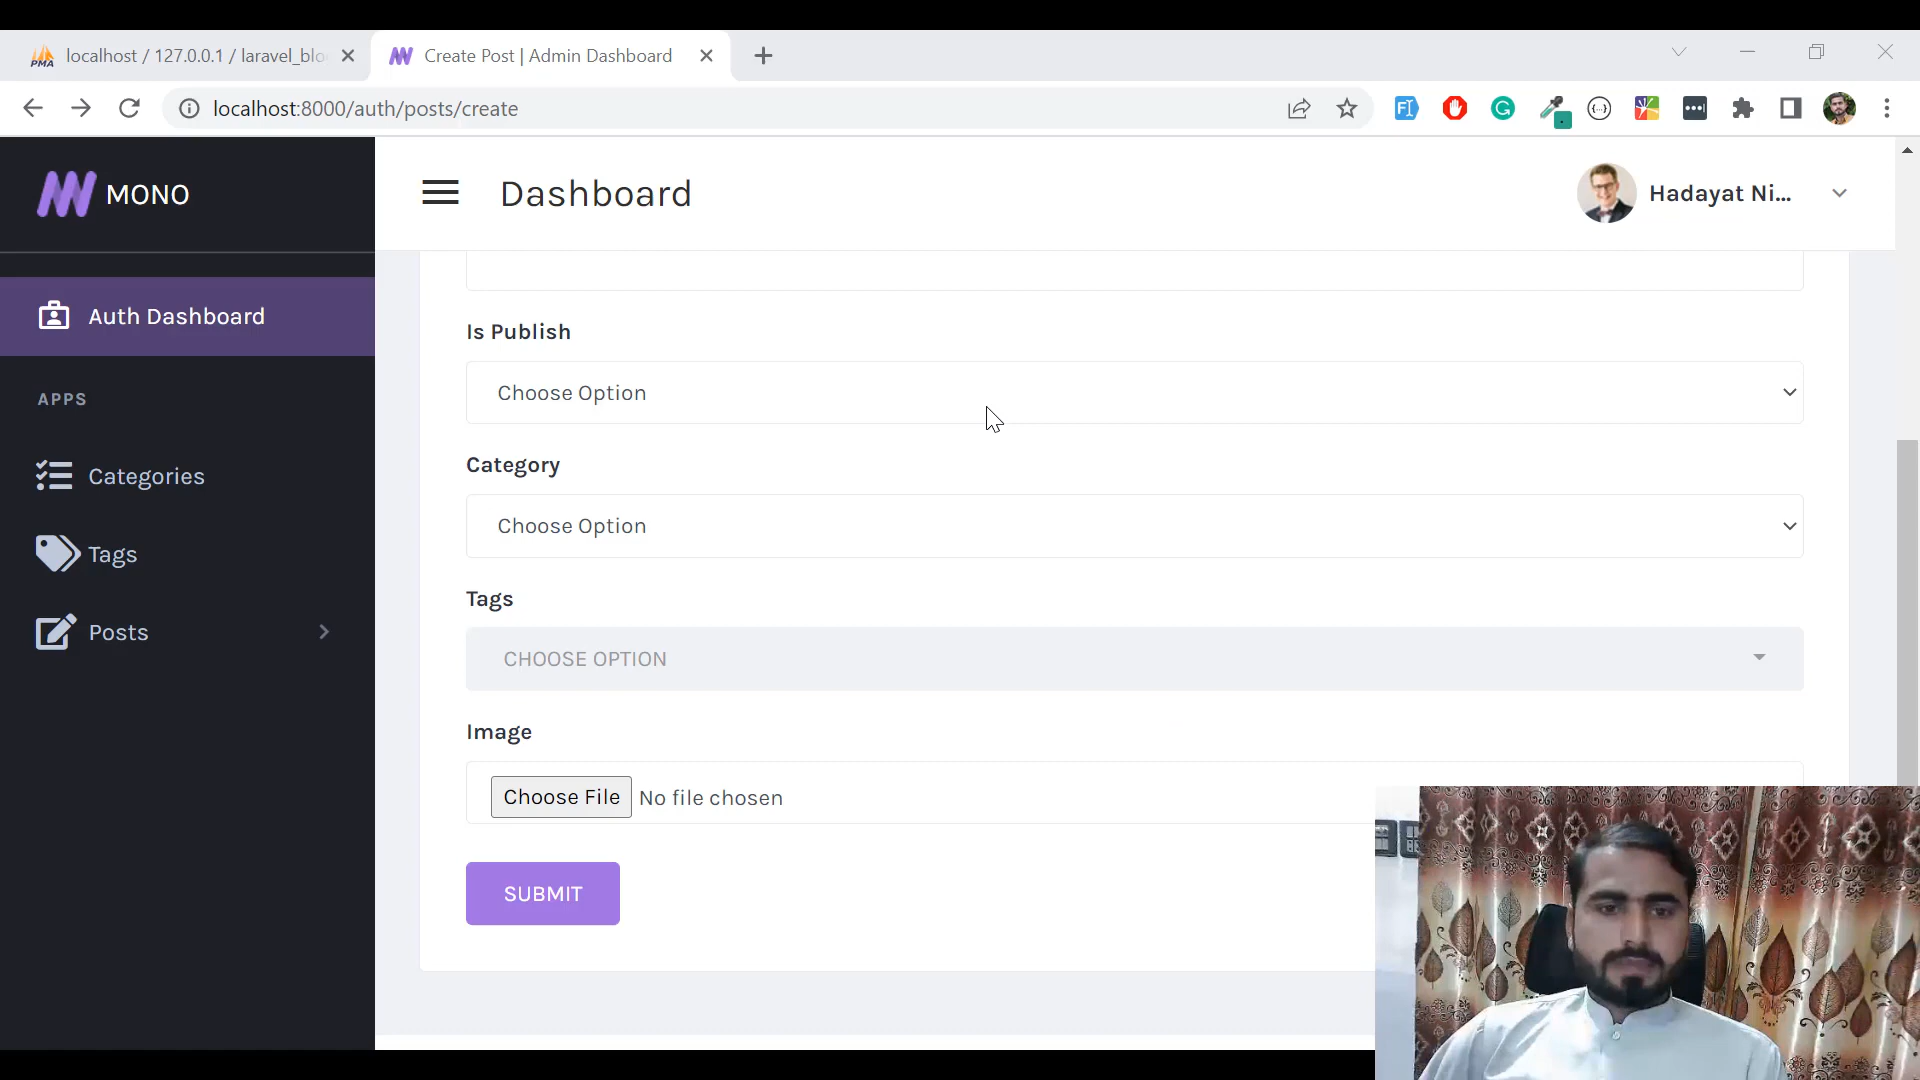 localhost / 127.0.0.1 / laravel_blo
Create Post | Admin Dashboard
localhost:8000/auth/posts/create
MONO
Dashboard
Hadayat Ni...
Auth Dashboard
APPS
Categories
Tags
Posts
Is Publish
Choose Option
Category
Choose Option
Tags
CHOOSE OPTION
Image
Choose File No file chosen
SUBMIT